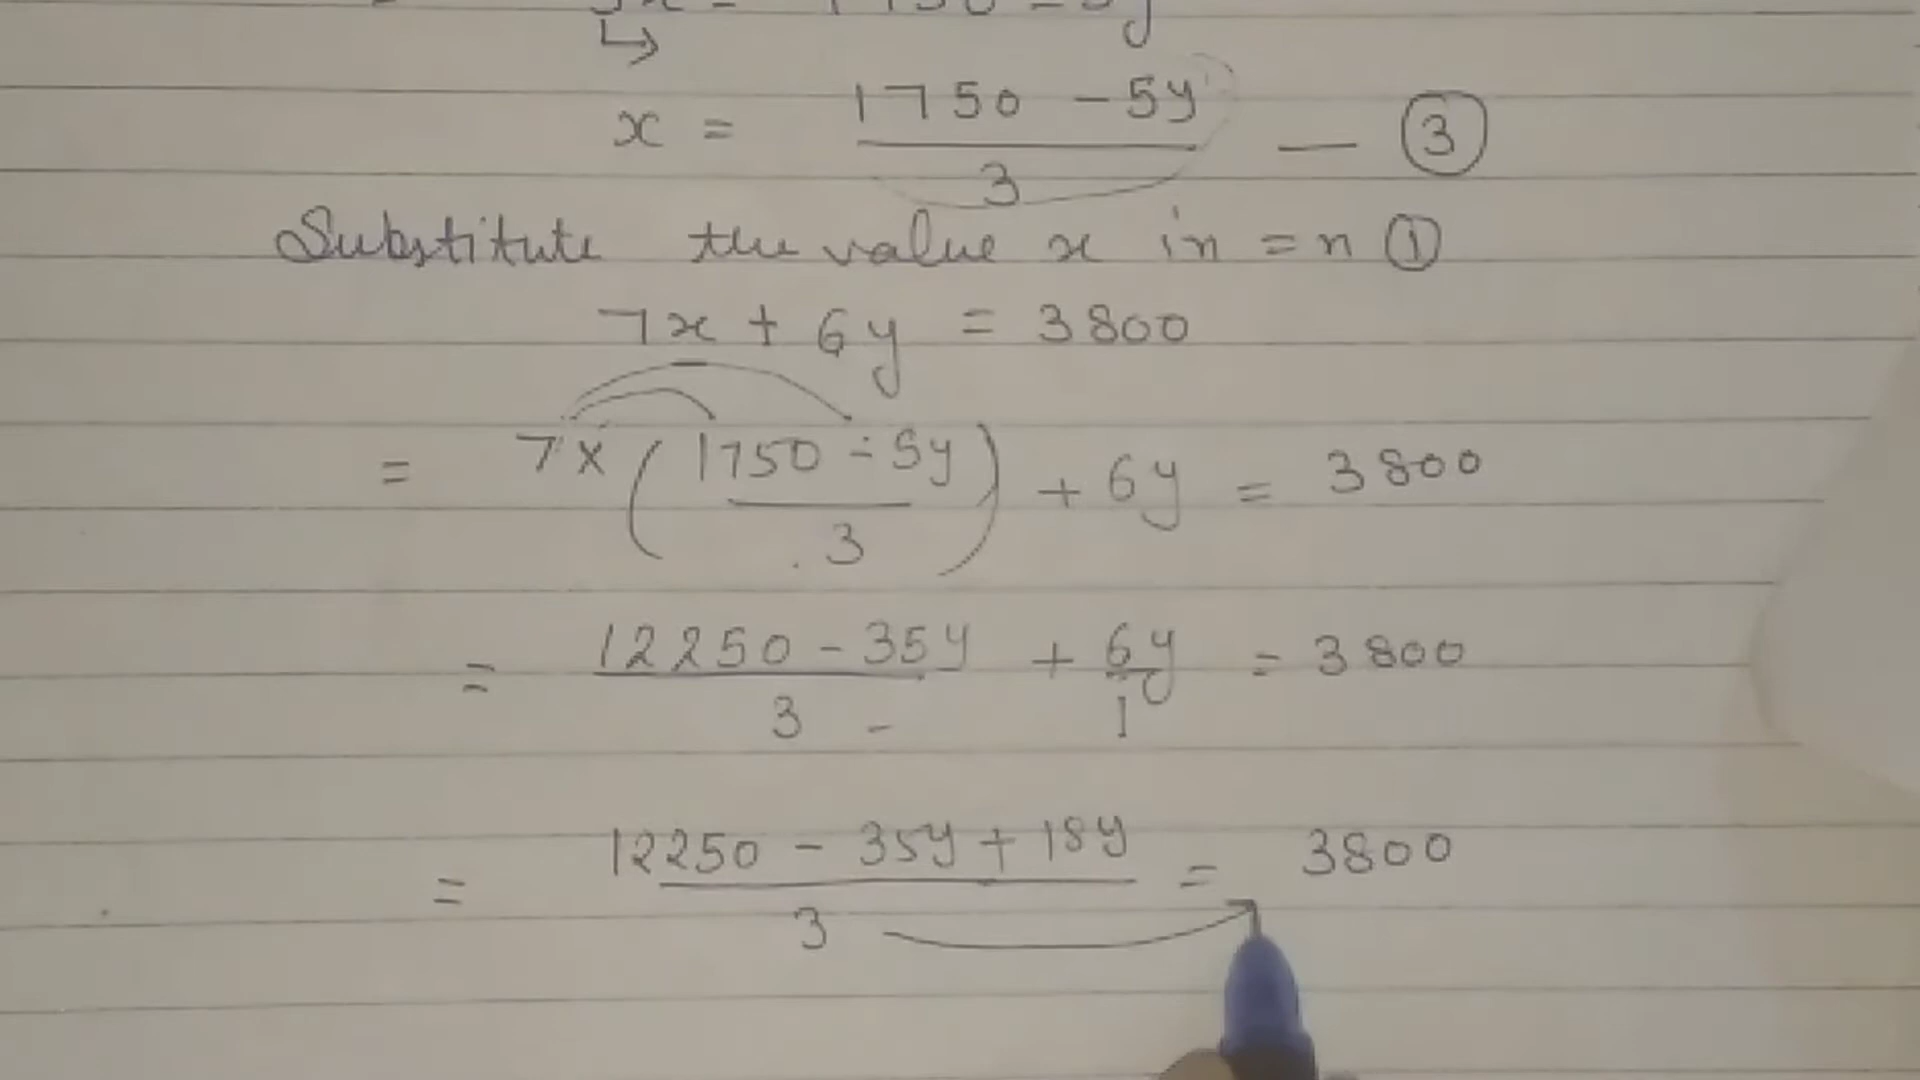 x = 1750 - 5y / 3 — ③
Substitute the value x in = n ①
7x + 6y = 3800
= 7 x ( 1750 - 5y / 3 ) + 6y = 3800
= 12250 - 35y / 3 + 6y / 1 = 3800
= 12250 - 35y + 18y / 3 = 3800